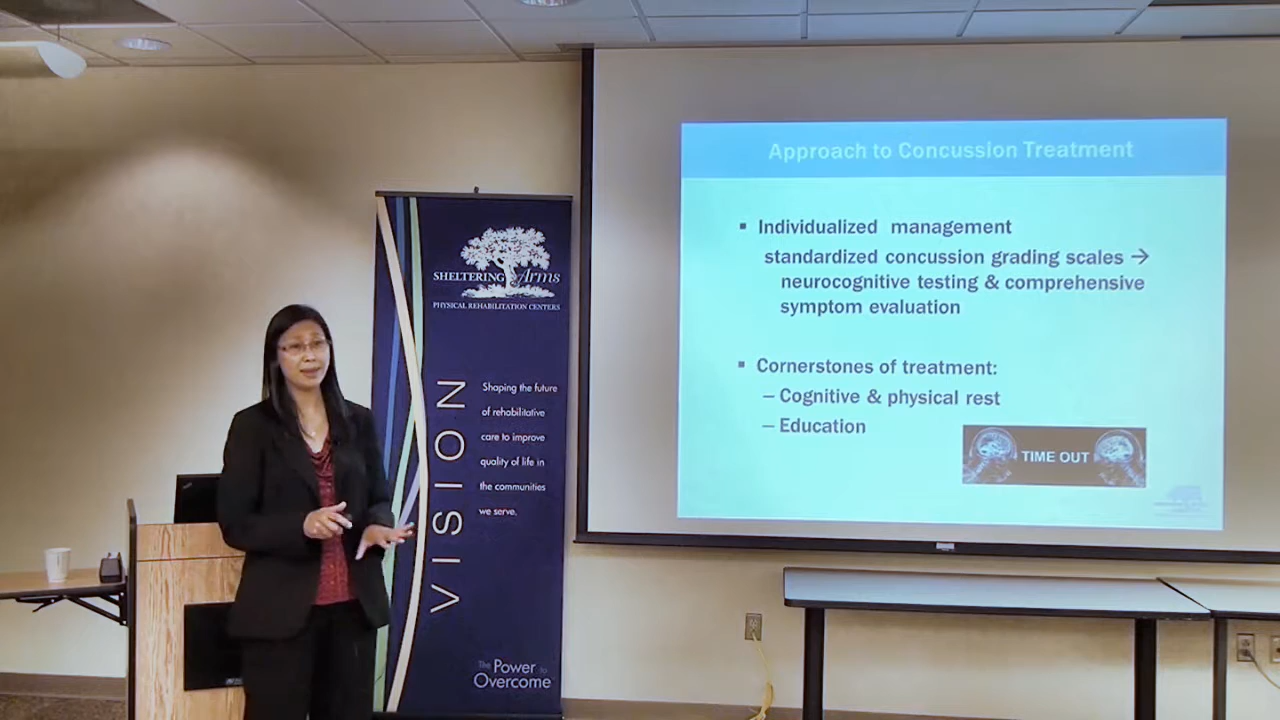 Approach to Concussion Treatment
▪ Individualized management
standardized concussion grading scales →
neurocognitive testing & comprehensive
symptom evaluation
▪ Cornerstones of treatment:
– Cognitive & physical rest
– Education
TIME OUT
SHELTERING Arms
PHYSICAL REHABILITATION CENTERS
VISION
Shaping the future
of rehabilitative
care to improve
quality of life in
the communities
we serve.
The Power to
Overcome